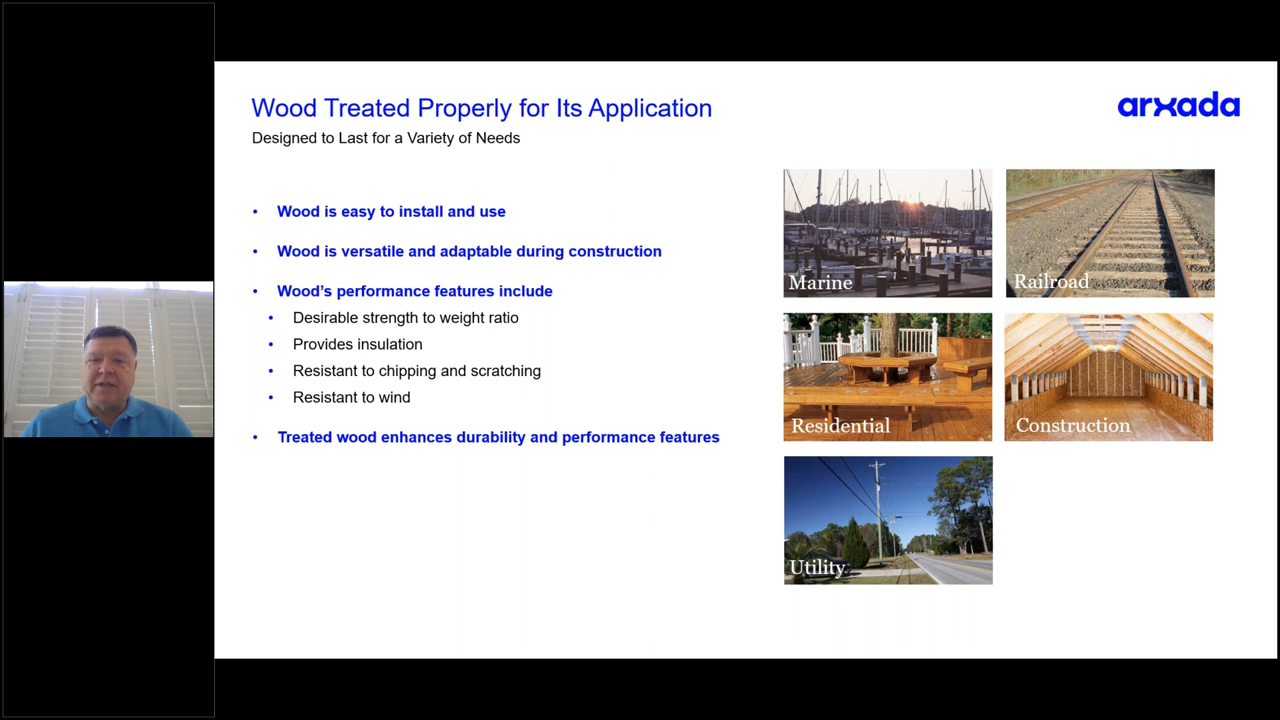 Wood Treated Properly for Its Application
Designed to Last for a Variety of Needs
arxada
• Wood is easy to install and use
• Wood is versatile and adaptable during construction
• Wood’s performance features include
• Desirable strength to weight ratio
• Provides insulation
• Resistant to chipping and scratching
• Resistant to wind
• Treated wood enhances durability and performance features
Marine
Railroad
Residential
Construction
Utility